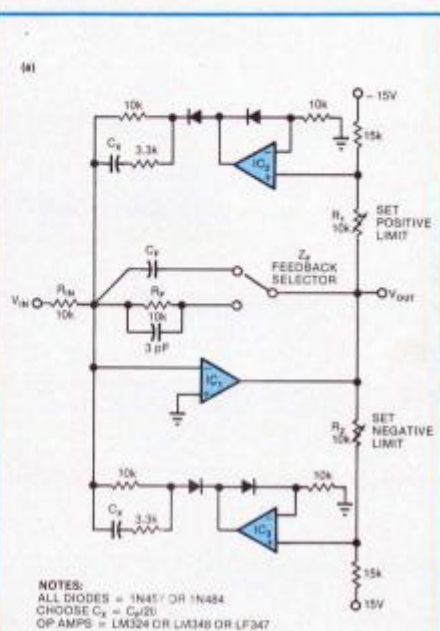 (a)
10k
10k
– 15V
Cx
3.3k
15k
IC2
R1
10k
SET
POSITIVE
LIMIT
CF
ZF
FEEDBACK
SELECTOR
VIN
RIN
10k
RF
10k
3 pF
VOUT
IC1
R2
10k
SET
NEGATIVE
LIMIT
10k
10k
Cx
3.3k
IC3
15k
15V
NOTES:
ALL DIODES = 1N457 OR 1N484
CHOOSE Cx = CF/20
OP AMPS = LM324 OR LM348 OR LF347